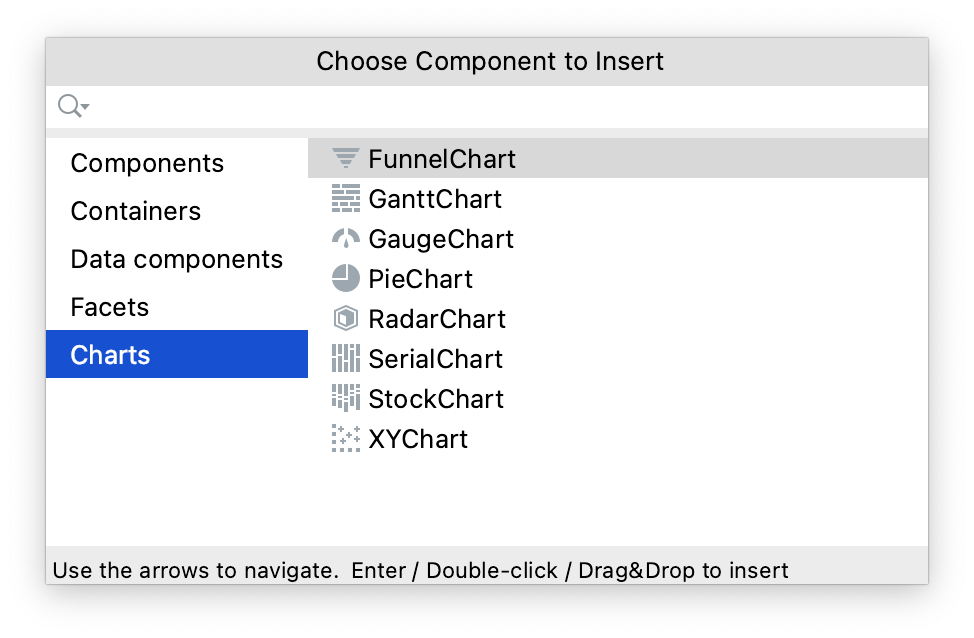 Choose Component to Insert
Components
Containers
Data components
Facets
Charts
FunnelChart
GanttChart
GaugeChart
PieChart
RadarChart
SerialChart
StockChart
XYChart
Use the arrows to navigate.  Enter / Double-click / Drag&Drop to insert